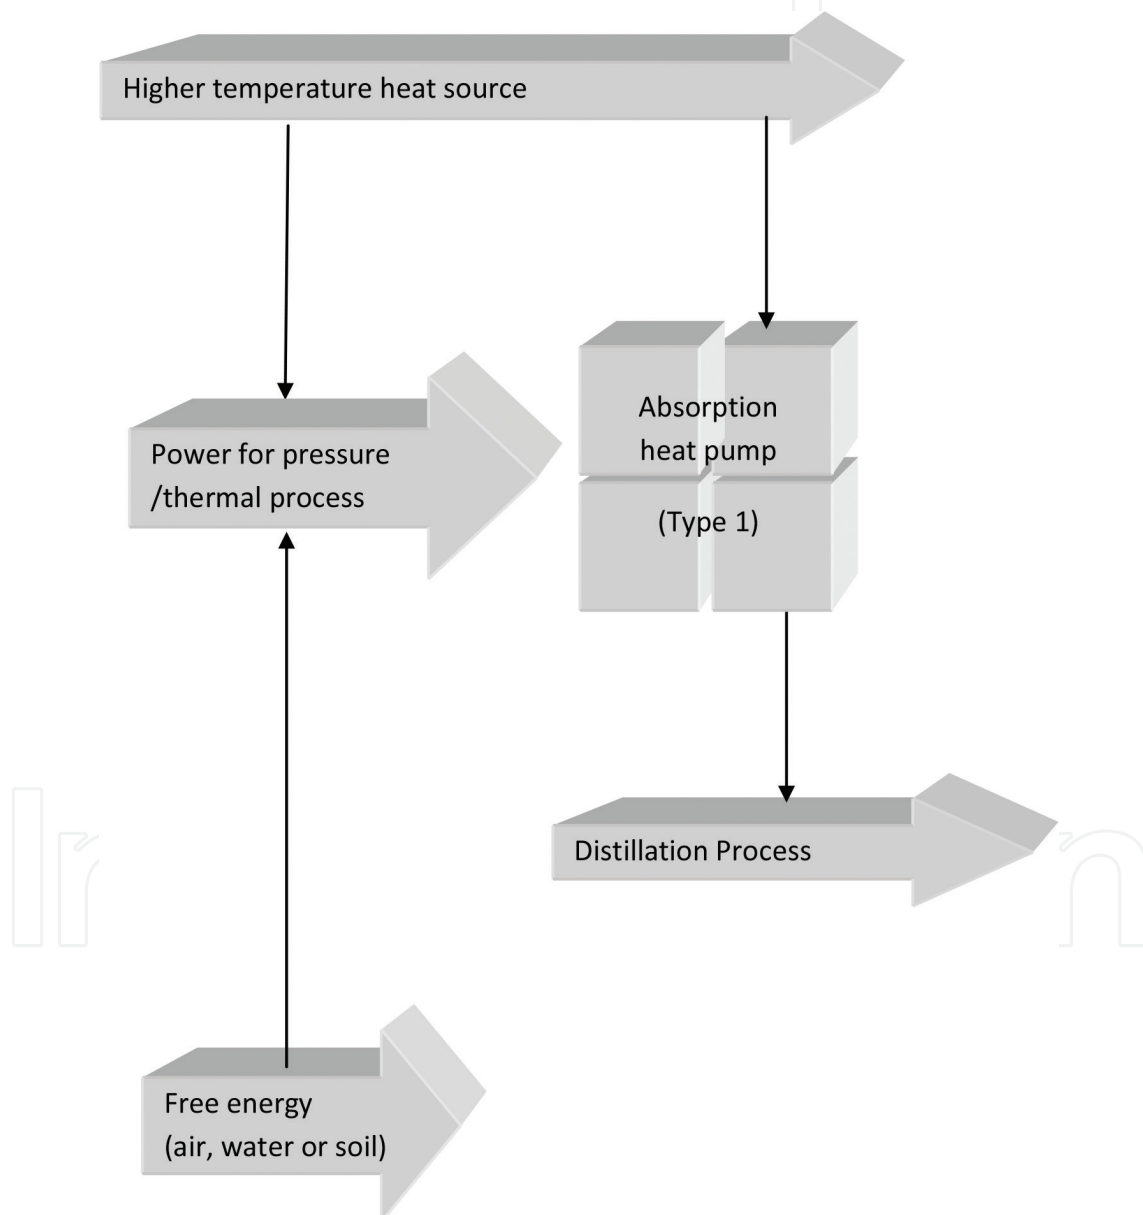 Higher temperature heat source
Power for pressure
/thermal process
Absorption
heat pump
(Type 1)
Distillation Process
Free energy
(air, water or soil)